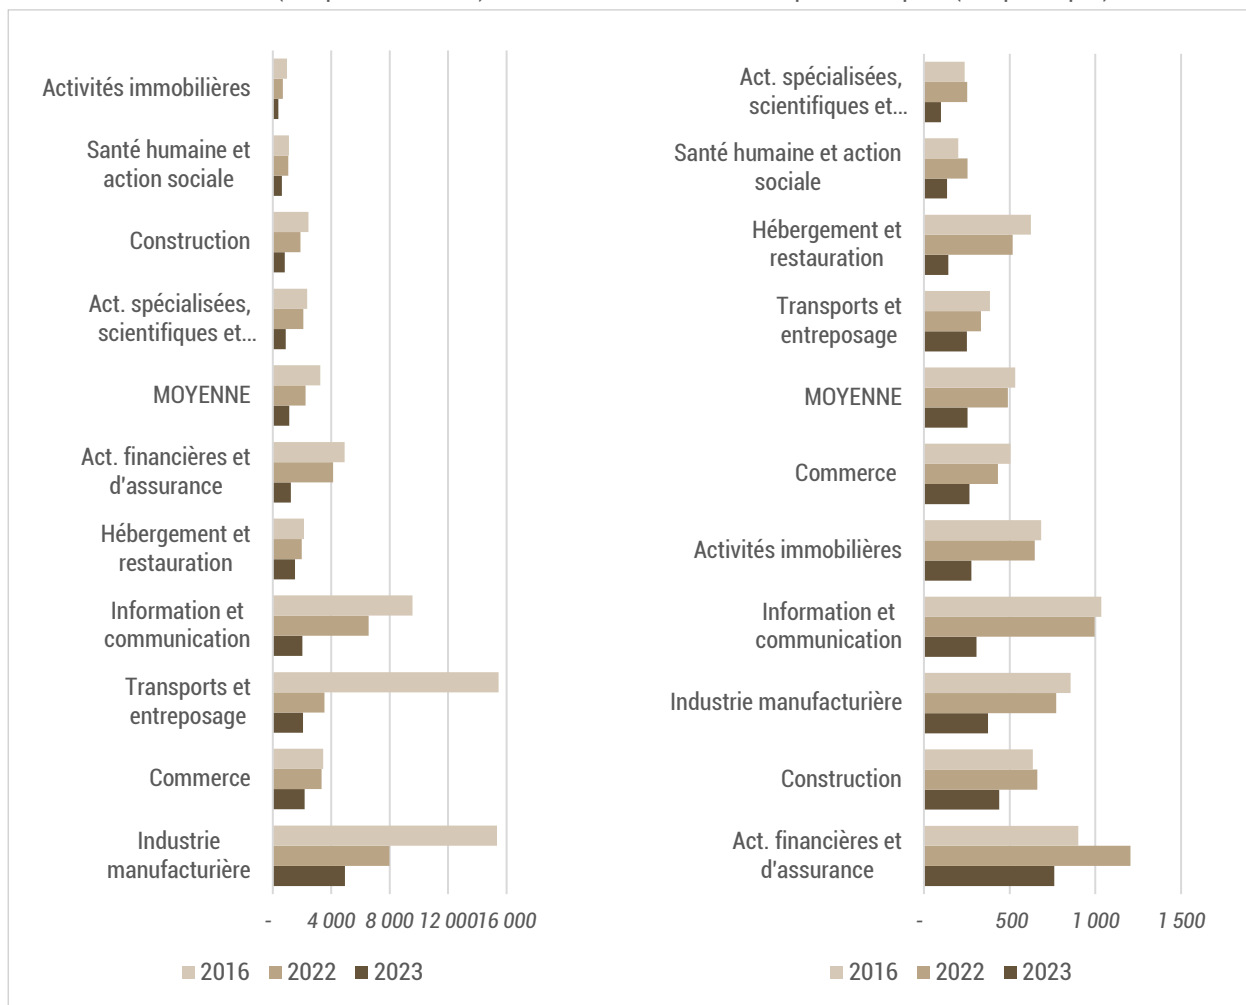 Activités immobilières
Santé humaine et
action sociale
Construction
Act. spécialisées,
scientifiques et...
MOYENNE
Act. financières et
d'assurance
Hébergement et
restauration
Information et
communication
Transports et
entreposage
Commerce
Industrie
manufacturière
- 4 000 8 000 12 000 16 000
2016 2022 2023
Act. spécialisées,
scientifiques et...
Santé humaine et action
sociale
Hébergement et
restauration
Transports et
entreposage
MOYENNE
Commerce
Activités immobilières
Information et
communication
Industrie manufacturière
Construction
Act. financières et
d'assurance
- 500 1 000 1 500
2016 2022 2023